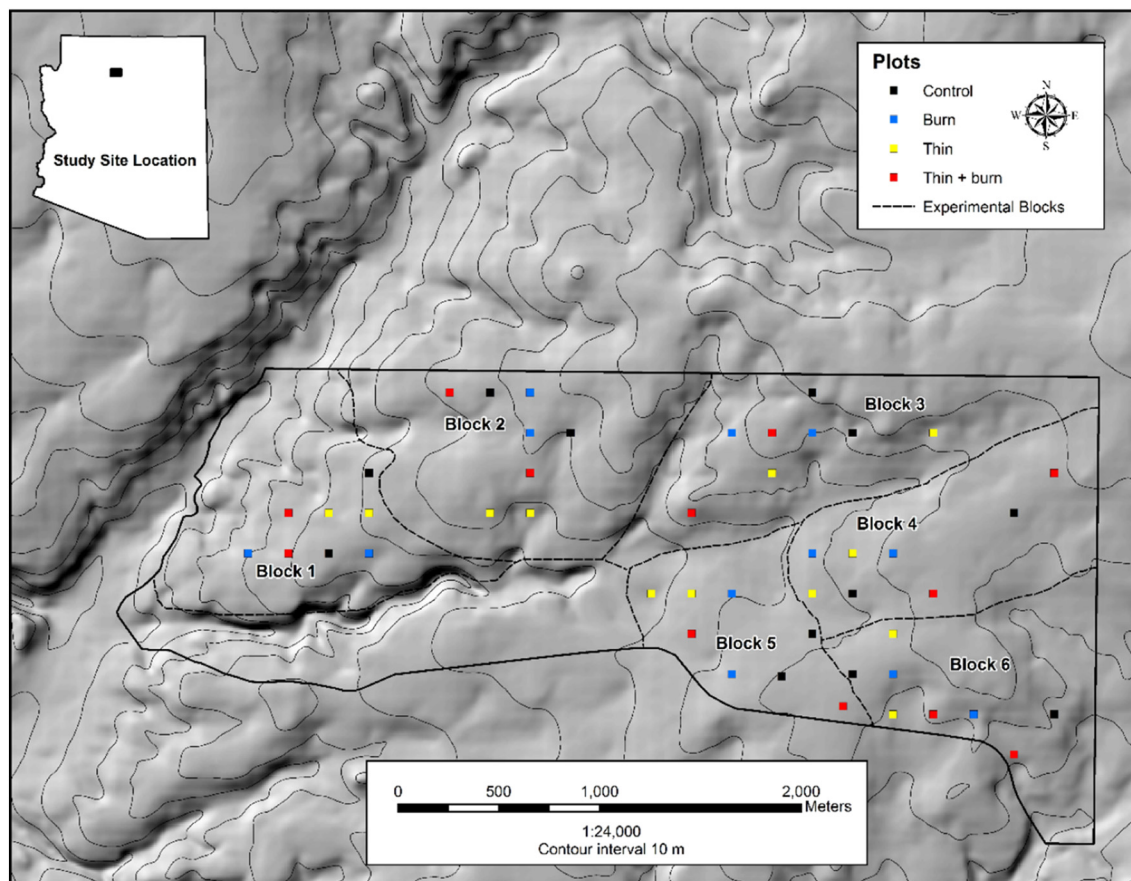 Study Site Location
Plots
Control
Burn
Thin
Thin + burn
Experimental Blocks
N
W E
S
Block 2
Block 3
Block 4
Block 1
Block 5
Block 6
0 500 1,000 2,000
Meters
1:24,000
Contour interval 10 m